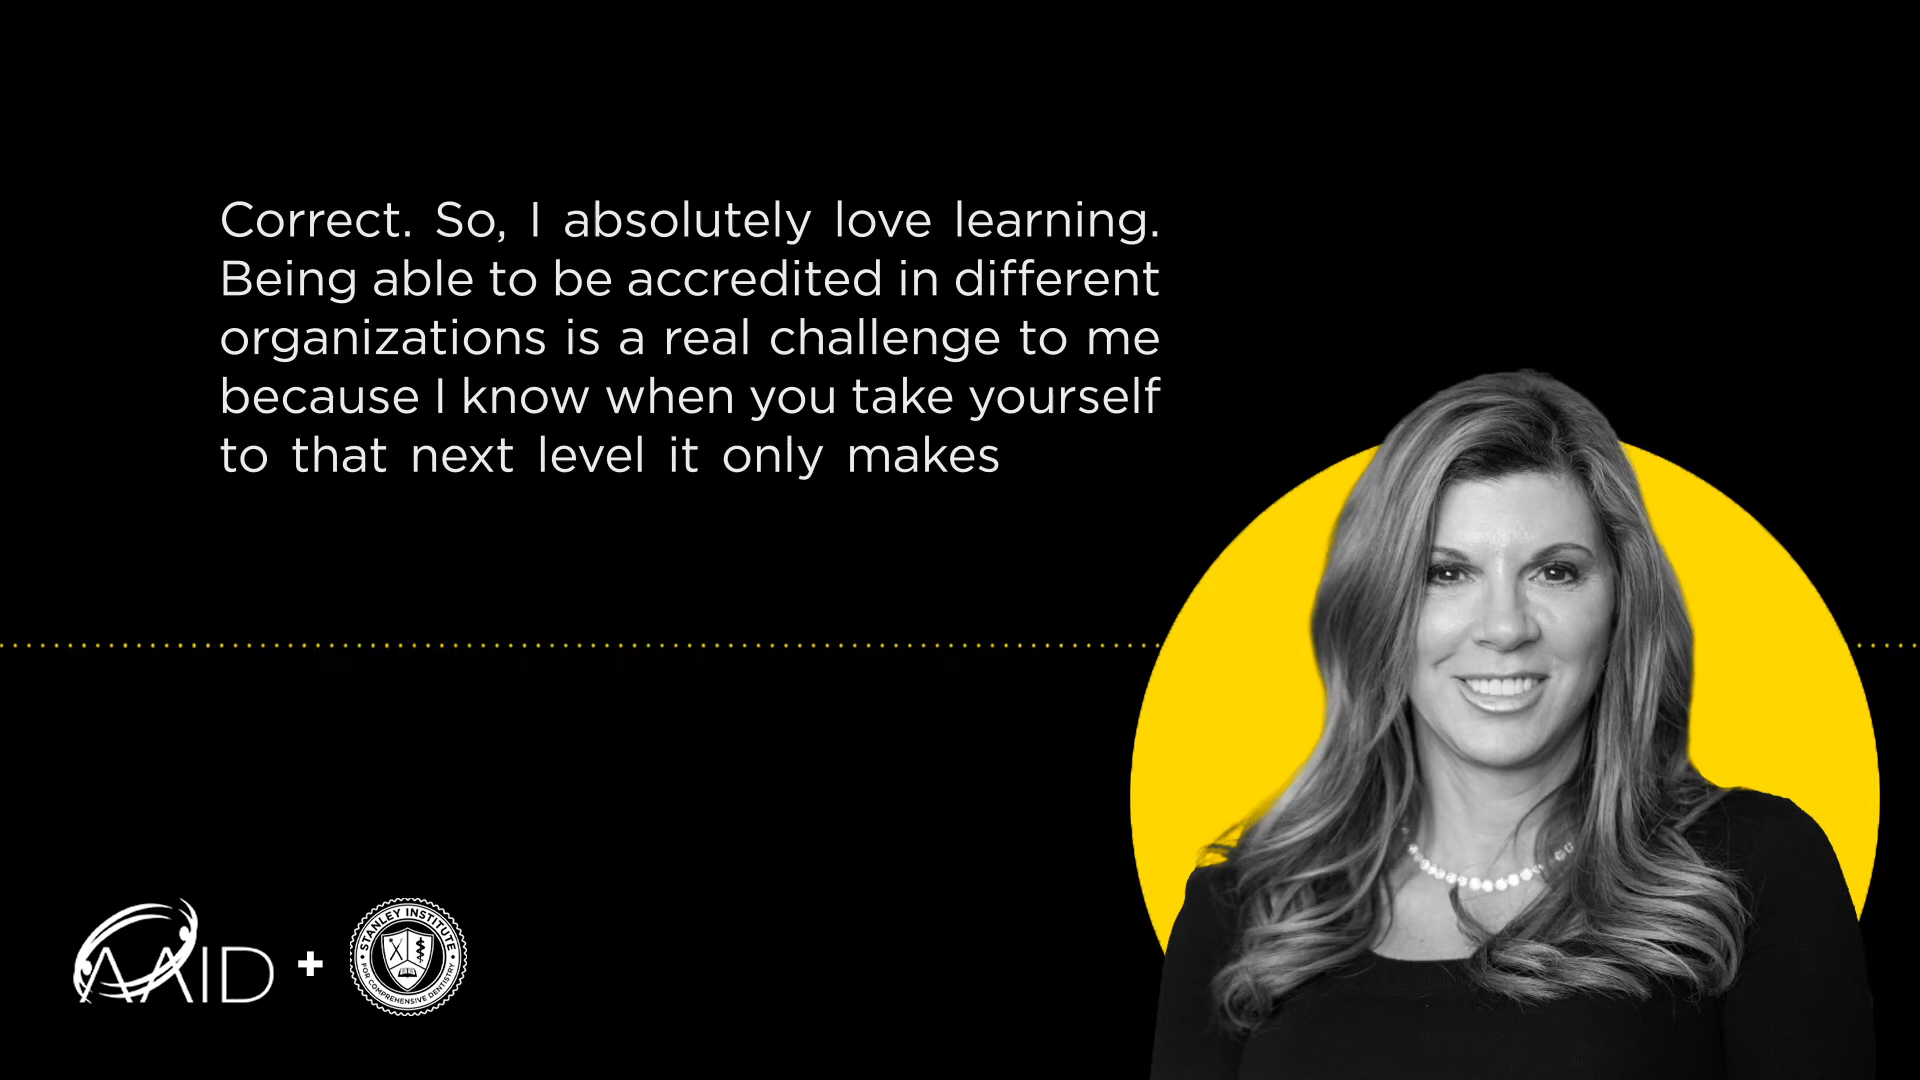 Correct. So, I absolutely love learning.
Being able to be accredited in different
organizations is a real challenge to me
because I know when you take yourself
to that next level it only makes
AAID
+
STANLEY INSTITUTE
FOR COMPREHENSIVE DENTISTRY